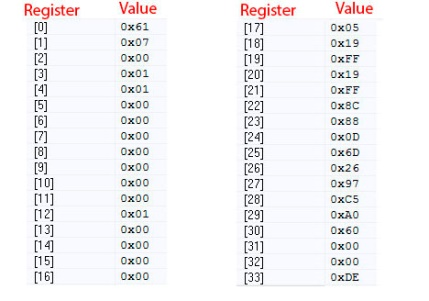 Register Value
[0] 0x61
[1] 0x07
[2] 0x00
[3] 0x01
[4] 0x01
[5] 0x00
[6] 0x00
[7] 0x00
[8] 0x00
[9] 0x00
[10] 0x00
[11] 0x00
[12] 0x01
[13] 0x00
[14] 0x00
[15] 0x00
[16] 0x00
Register Value
[17] 0x05
[18] 0x19
[19] 0xFF
[20] 0x19
[21] 0xFF
[22] 0x8C
[23] 0x88
[24] 0x0D
[25] 0x6D
[26] 0x26
[27] 0x97
[28] 0xC5
[29] 0xA0
[30] 0x60
[31] 0x00
[32] 0x00
[33] 0xDE